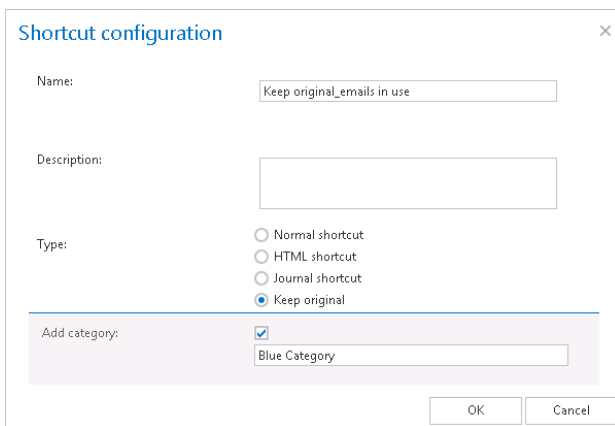 Shortcut configuration
Name:
Keep original_emails in use
Description:
Type:
Normal shortcut
HTML shortcut
Journal shortcut
Keep original
Add category:
Blue Category
OK
Cancel